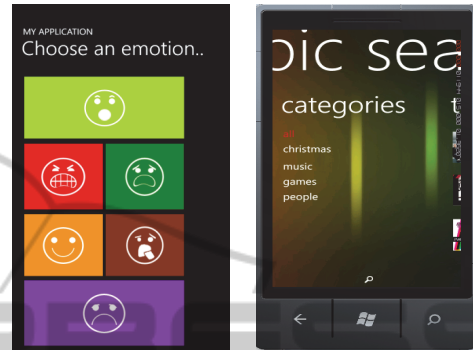 MY APPLICATION
Choose an emotion..
pic sea
categories
all
christmas
music
games
people